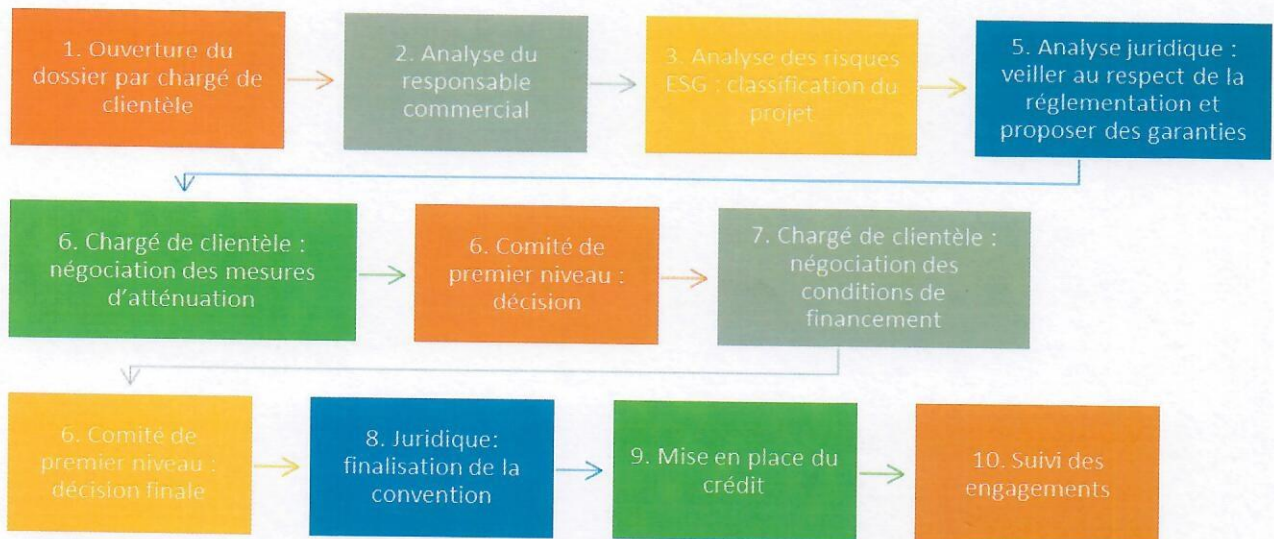 1. Ouverture du
dossier par chargé de
clientèle
2. Analyse du
responsable
commercial
3. Analyse des risques
ESG : classification du
projet
5. Analyse juridique :
veiller au respect de la
réglementation et
proposer des garanties
6. Chargé de clientèle :
négociation des mesures
d'atténuation
6. Comité de
premier niveau :
décision
7. Chargé de clientèle :
négociation des
conditions de
financement
6. Comité de
premier niveau :
décision finale
8. Juridique:
finalisation de la
convention
9. Mise en place du
crédit
10. Suivi des
engagements